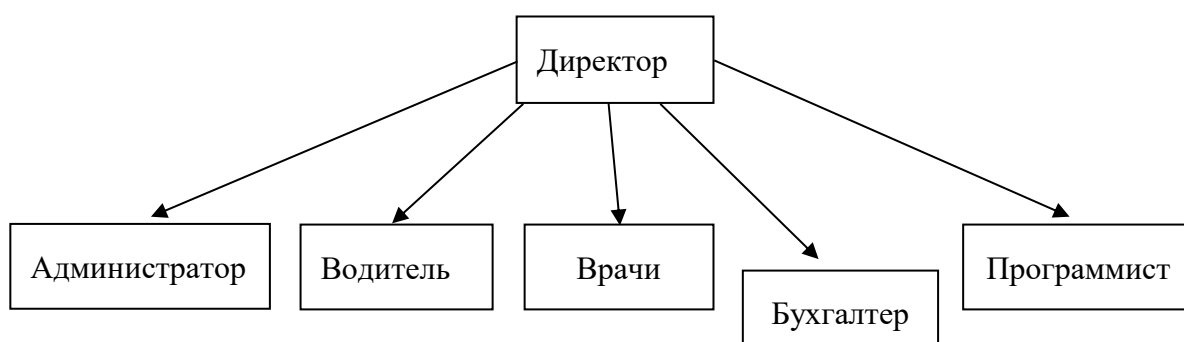 Директор
Администратор
Водитель
Врачи
Бухгалтер
Программист